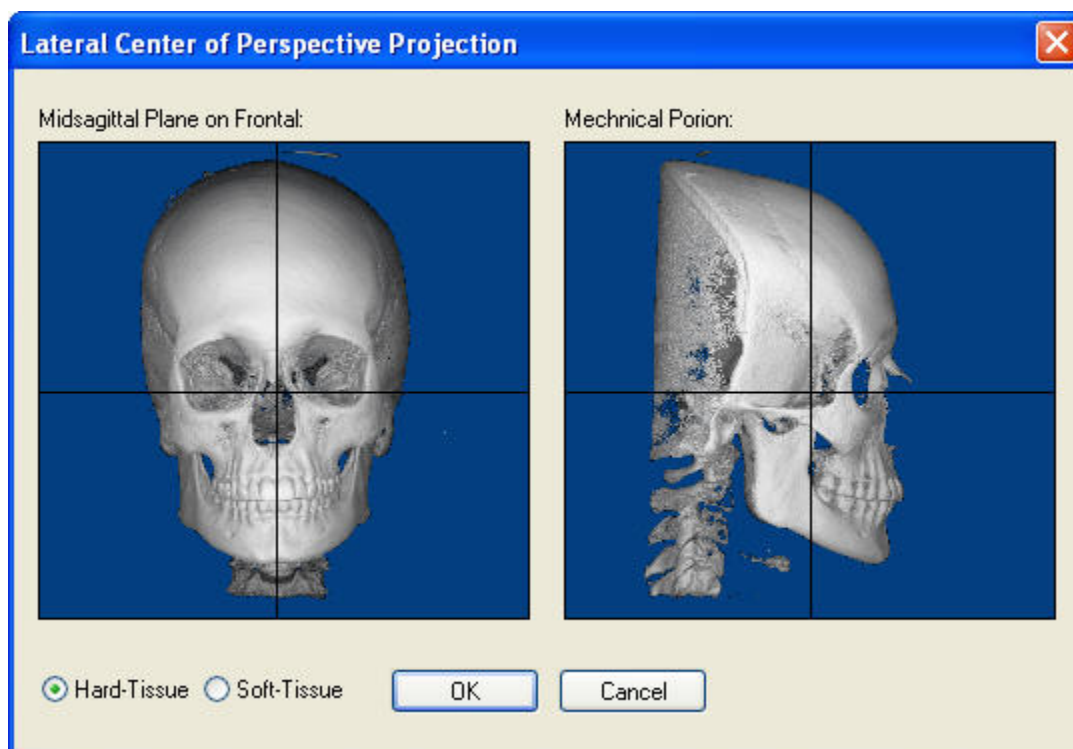 Lateral Center of Perspective Projection
Midsagittal Plane on Frontal:
Mechnical Porion:
Hard-Tissue
Soft-Tissue
OK
Cancel